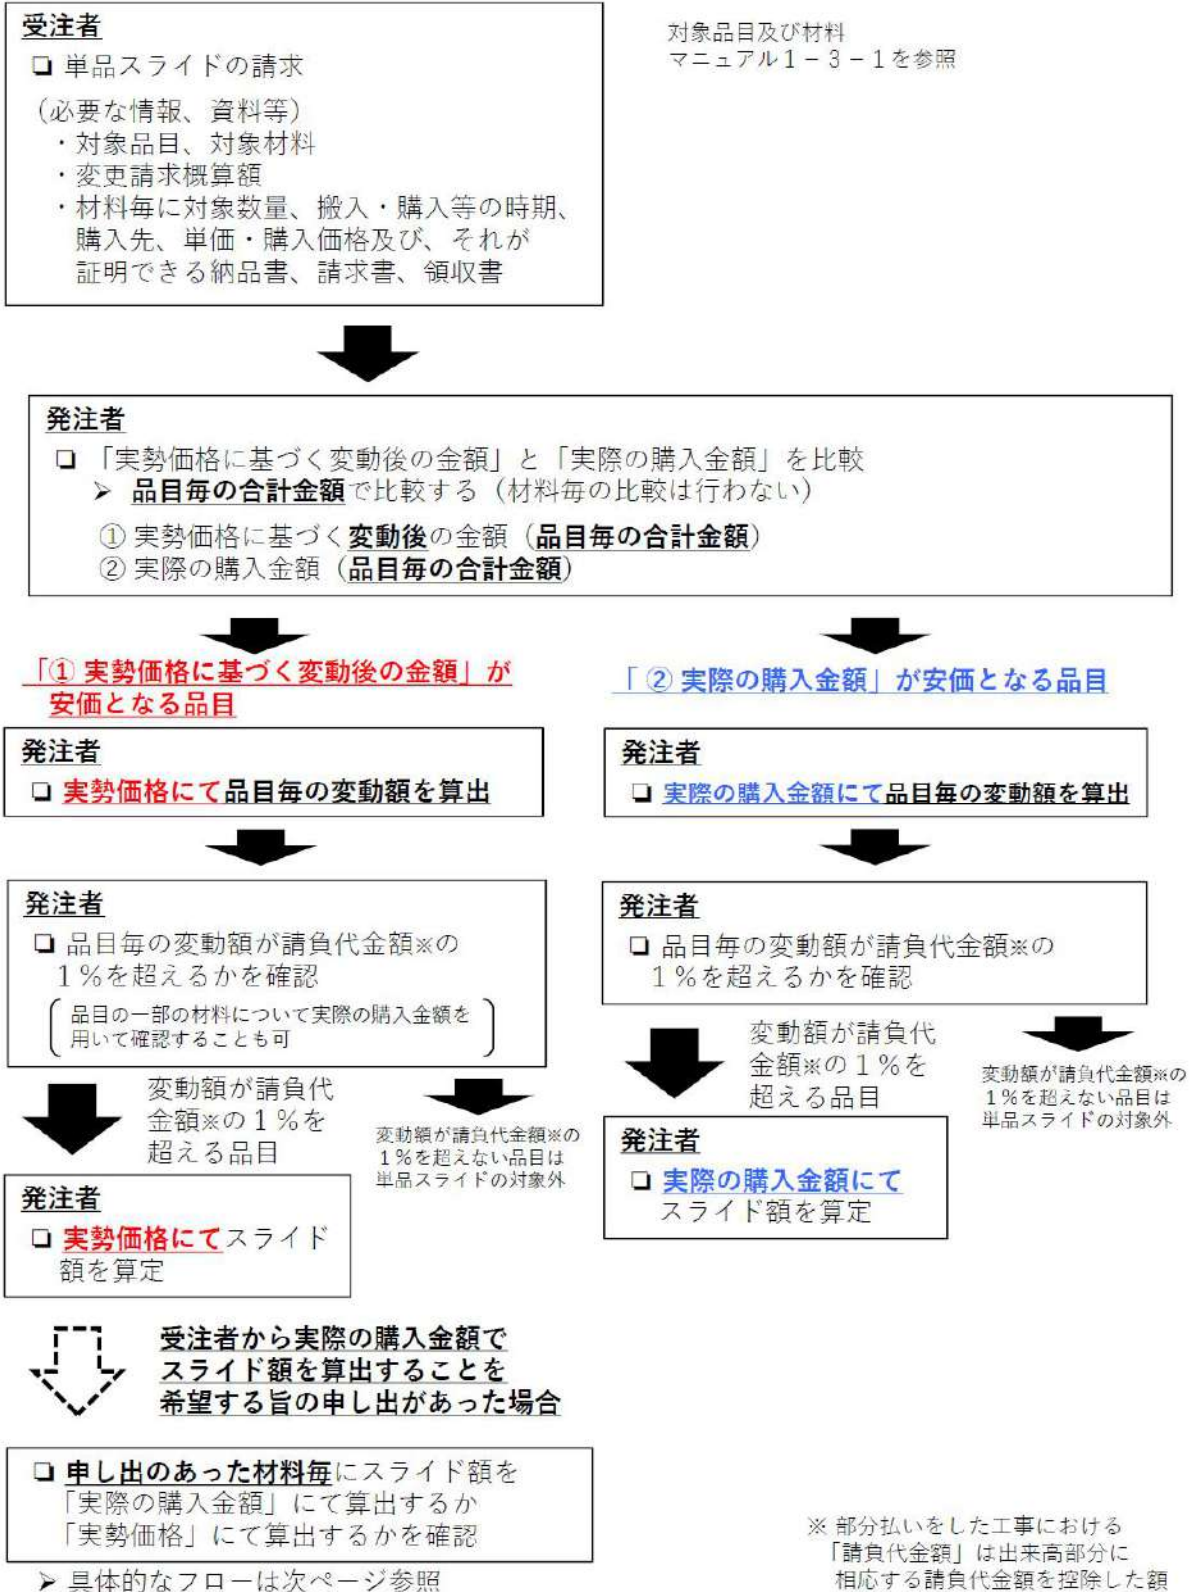 受注者
❏ 単品スライドの請求
(必要な情報、資料等)
・対象品目、対象材料
・変更請求概算額
・材料毎に対象数量、搬入・購入等の時期、
購入先、単価・購入価格及び、それが
証明できる納品書、請求書、領収書
対象品目及び材料
マニュアル1-3-1を参照
発注者
❏ 「実勢価格に基づく変動後の金額」と「実際の購入金額」を比較
➢ 品目毎の合計金額で比較する(材料毎の比較は行わない)
① 実勢価格に基づく変動後の金額(品目毎の合計金額)
② 実際の購入金額(品目毎の合計金額)
「① 実勢価格に基づく変動後の金額」が
安価となる品目
発注者
❏ 実勢価格にて品目毎の変動額を算出
発注者
❏ 品目毎の変動額が請負代金額※の
1%を超えるかを確認
品目の一部の材料について実際の購入金額を
用いて確認することも可
変動額が請負代
金額※の1%を
超える品目
変動額が請負代金額※の
1%を超えない品目は
単品スライドの対象外
発注者
❏ 実勢価格にてスライド
額を算定
受注者から実際の購入金額で
スライド額を算出することを
希望する旨の申し出があった場合
❏ 申し出のあった材料毎にスライド額を
「実際の購入金額」にて算出するか
「実勢価格」にて算出するかを確認
➢ 具体的なフローは次ページ参照
「 ② 実際の購入金額」が安価となる品目
発注者
❏ 実際の購入金額にて品目毎の変動額を算出
発注者
❏ 品目毎の変動額が請負代金額※の
1%を超えるかを確認
変動額が請負代
金額※の1%を
超える品目
変動額が請負代金額※の
1%を超えない品目は
単品スライドの対象外
発注者
❏ 実際の購入金額にて
スライド額を算定
※ 部分払いをした工事における
「請負代金額」は出来高部分に
相応する請負代金額を控除した額